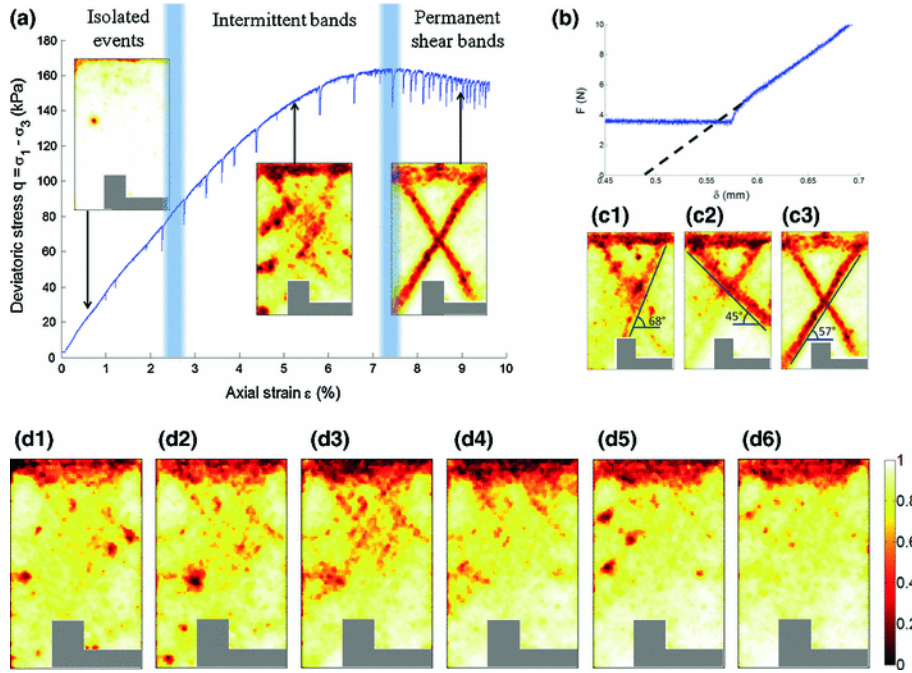 (a)
Isolated events
Intermittent bands
Permanent shear bands
Deviatoric stress q = σ1 - σ3 (kPa)
180
160
140
120
100
80
60
40
20
0
0
1
2
3
4
5
6
7
8
9
10
Axial strain ε (%)
(b)
F (N)
10
8
6
4
2
0
0.45
0.5
0.55
0.6
0.65
0.7
δ (mm)
(c1)
(c2)
(c3)
68°
45°
57°
(d1)
(d2)
(d3)
(d4)
(d5)
(d6)
1
0.8
0.6
0.4
0.2
0